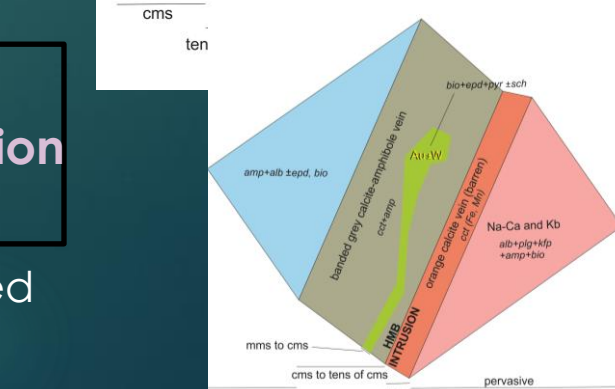 cms
ten
ion
ed
bio+epd+pyr ±sch
Au±W
amp+alb ±epd, bio
banded grey calcite-amphibole vein
cct+amp
orange calcite vein (barren)
cct (Fe, Mn)
Na-Ca and Kb
alb+plg+kfp
+amp+bio
HMB
INTRUSION
mms to cms
cms to tens of cms
pervasive